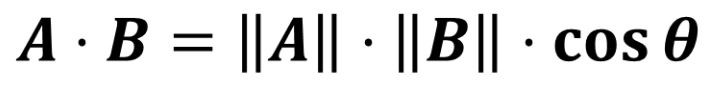 A · B = ‖A‖ · ‖B‖ · cos θ